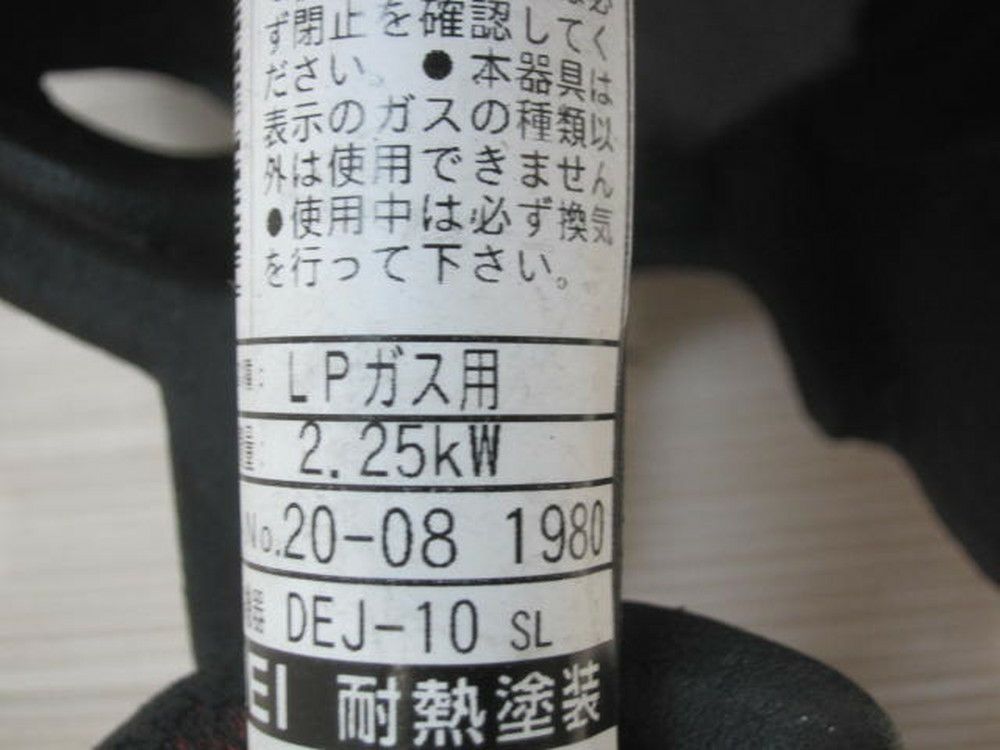 ず閉止を確認してく
ださい。●本器具は
表示のガスの種類以
外は使用できません
●使用中は必ず換気
を行って下さい。
LPガス用
2.25kW
No.20-08 1980
DEJ-10 SL
EI 耐熱塗装